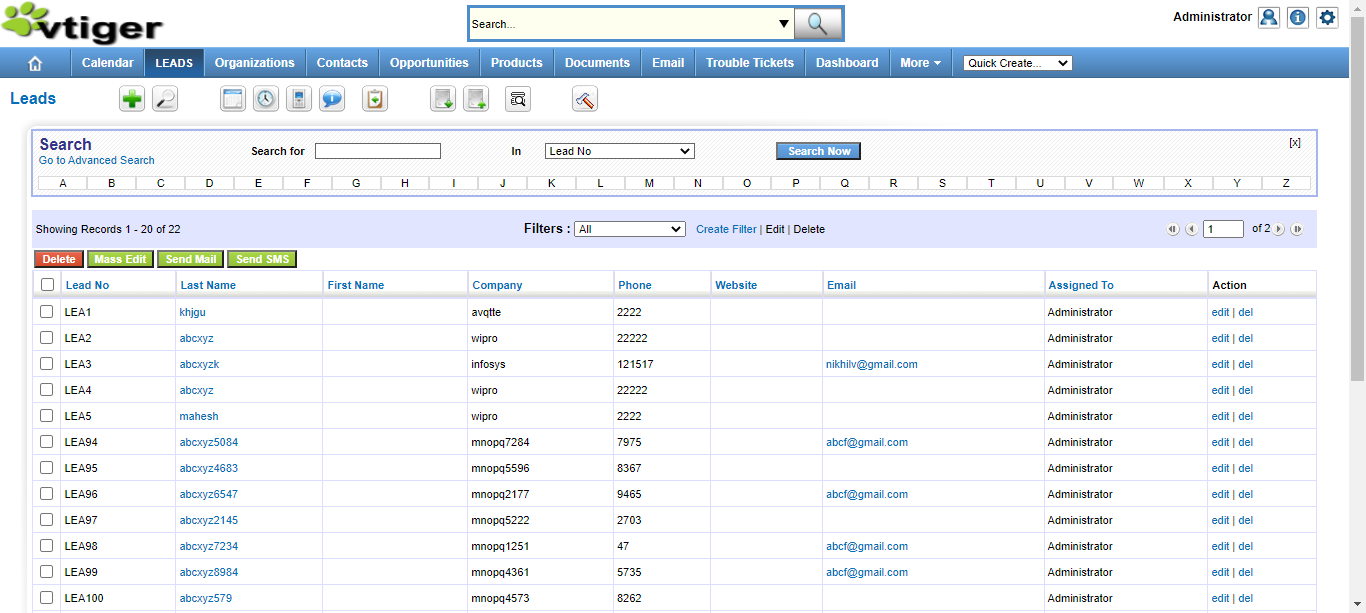 vtiger
Search...
Administrator
Calendar LEADS Organizations Contacts Opportunities Products Documents Email Trouble Tickets Dashboard More Quick Create...
Leads
Search
Go to Advanced Search
Search for In Lead No Search Now
[x]
A B C D E F G H I J K L M N O P Q R S T U V W X Y Z
Showing Records 1 - 20 of 22 Filters : All Create Filter | Edit | Delete 1 of 2
Delete Mass Edit Send Mail Send SMS
Lead No Last Name First Name Company Phone Website Email Assigned To Action
LEA1 khjgu avqtte 2222 Administrator edit | del
LEA2 abcxyz wipro 22222 Administrator edit | del
LEA3 abcxyzk infosys 121517 nikhilv@gmail.com Administrator edit | del
LEA4 abcxyz wipro 22222 Administrator edit | del
LEA5 mahesh wipro 2222 Administrator edit | del
LEA94 abcxyz5084 mnopq7284 7975 abcf@gmail.com Administrator edit | del
LEA95 abcxyz4683 mnopq5596 8367 Administrator edit | del
LEA96 abcxyz6547 mnopq2177 9465 abcf@gmail.com Administrator edit | del
LEA97 abcxyz2145 mnopq5222 2703 Administrator edit | del
LEA98 abcxyz7234 mnopq1251 47 abcf@gmail.com Administrator edit | del
LEA99 abcxyz8984 mnopq4361 5735 abcf@gmail.com Administrator edit | del
LEA100 abcxyz579 mnopq4573 8262 Administrator edit | del